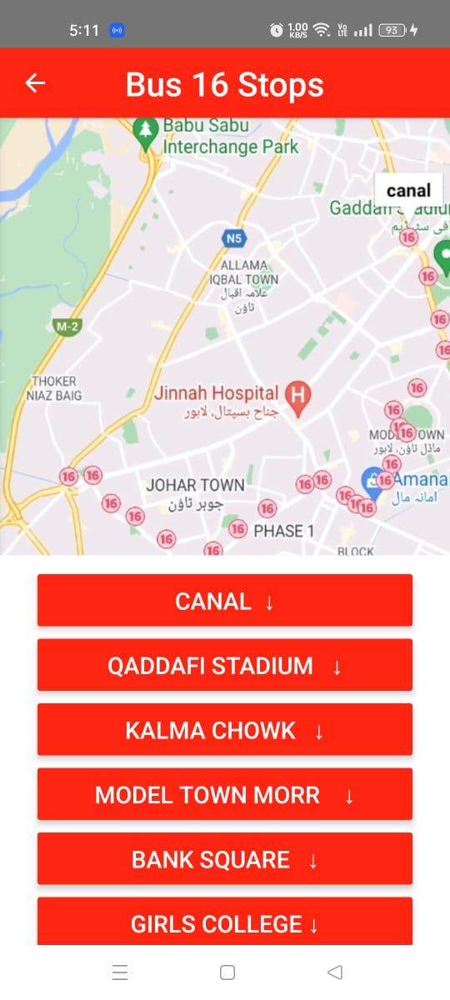 5:11
1.00
KB/S
Vo
LTE
93
Bus 16 Stops
Babu Sabu
Interchange Park
canal
16
N5
ALLAMA
IQBAL TOWN
علامہ اقبال
ٹاؤن
16
M-2
16
16
THOKER
NIAZ BAIG
Jinnah Hospital
H
جناح ہسپتال، لاہور
16
16
16
MOD
TOWN
ماڈل ٹاؤن، لاہور
16
16
16
JOHAR TOWN
جوہر ٹاؤن
16
16
16
Amana
امانہ مال
16
16
16
16
16
16
16
PHASE 1
16
16
BLOCK
CANAL ↓
QADDAFI STADIUM ↓
KALMA CHOWK ↓
MODEL TOWN MORR ↓
BANK SQUARE ↓
GIRLS COLLEGE ↓